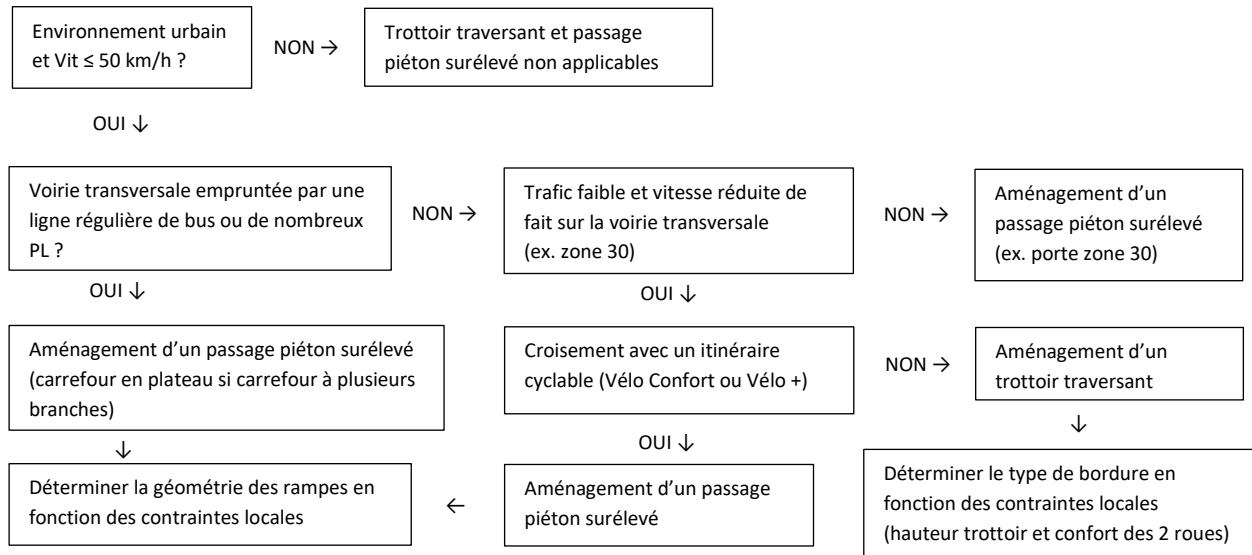 Environnement urbain
et Vit ≤ 50 km/h ?
NON →
Trottoir traversant et passage
piéton surélevé non applicables
OUI ↓
Voirie transversale empruntée par une
ligne régulière de bus ou de nombreux
PL ?
NON →
Trafic faible et vitesse réduite de
fait sur la voirie transversale
(ex. zone 30)
NON →
Aménagement d’un
passage piéton surélevé
(ex. porte zone 30)
OUI ↓
OUI ↓
Aménagement d’un passage piéton surélevé
(carrefour en plateau si carrefour à plusieurs
branches)
Croisement avec un itinéraire
cyclable (Vélo Confort ou Vélo +)
NON →
Aménagement d’un
trottoir traversant
↓
OUI ↓
↓
Déterminer la géométrie des rampes en
fonction des contraintes locales
←
Aménagement d’un passage
piéton surélevé
Déterminer le type de bordure en
fonction des contraintes locales
(hauteur trottoir et confort des 2 roues)